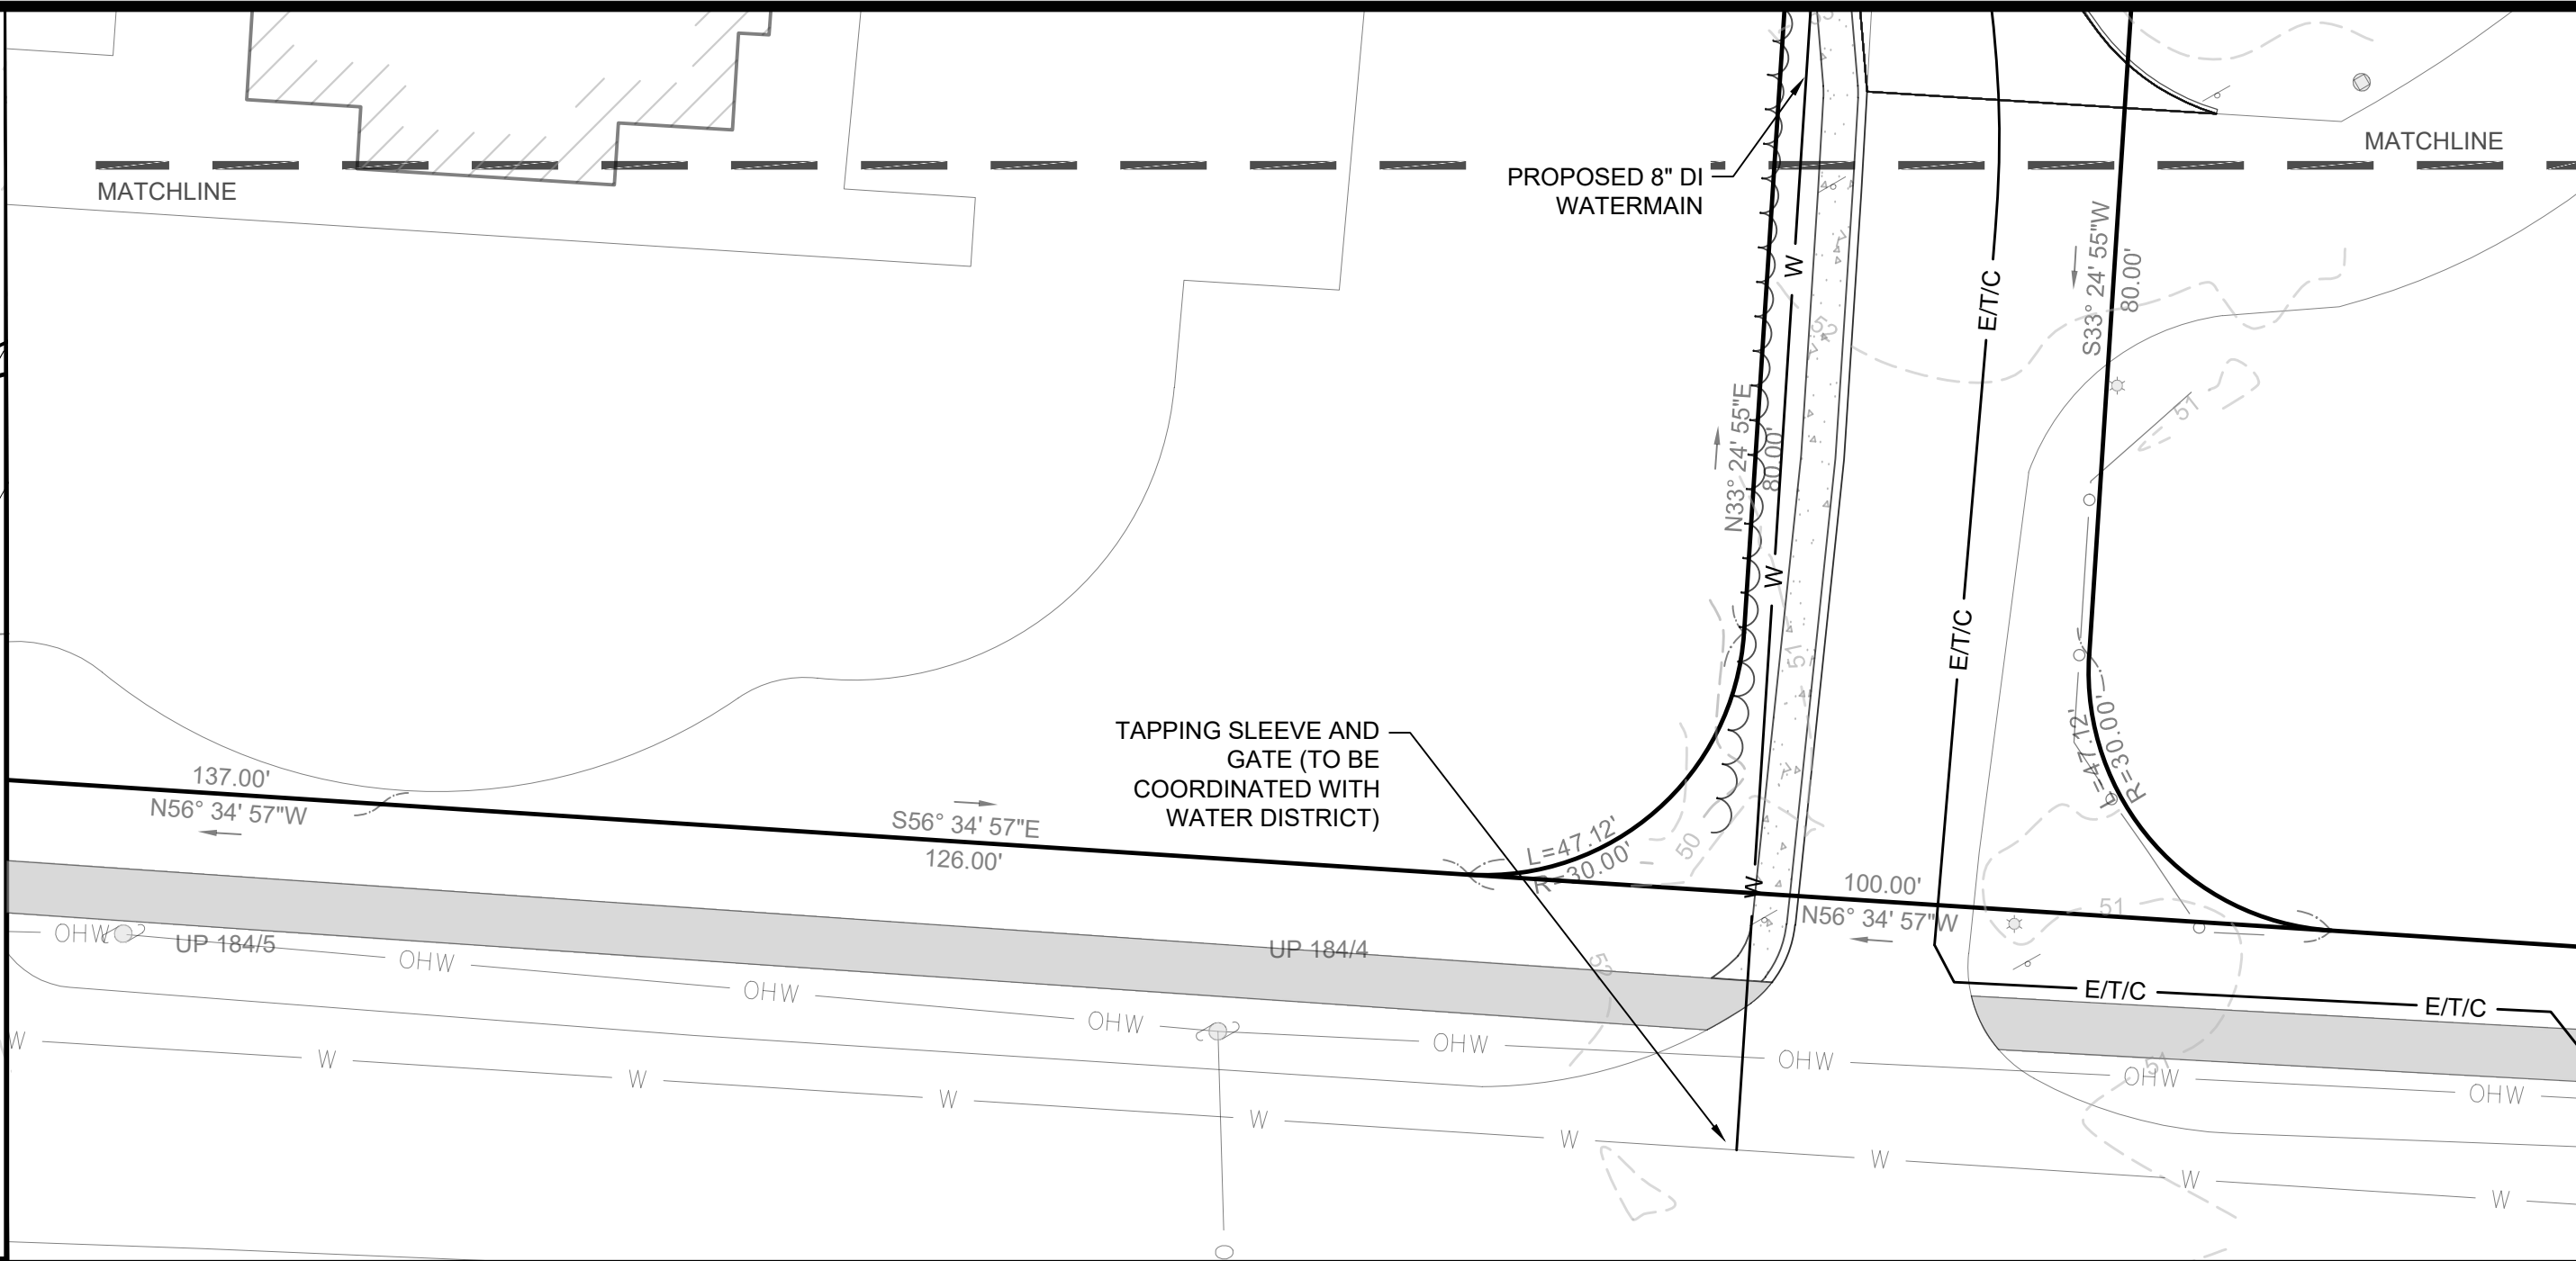 55
MATCHLINE
MATCHLINE
PROPOSED 8" DI
WATERMAIN
W
E/T/C
S33° 24' 55"W
80.00'
52
N33° 24' 55"E
80.00'
51
W
E/T/C
51
TAPPING SLEEVE AND
GATE (TO BE
COORDINATED WITH
WATER DISTRICT)
L=47.12'
R=30.00'
137.00'
N56° 34' 57"W
S56° 34' 57"E
126.00'
L=47.12'
R=30.00'
50
W
100.00'
N56° 34' 57"W
51
OHW
UP 184/5
OHW
OHW
OHW
UP 184/4
OHW
OHW
OHW
OHW
E/T/C
E/T/C
51
W
W
W
W
W
W
W
W
W